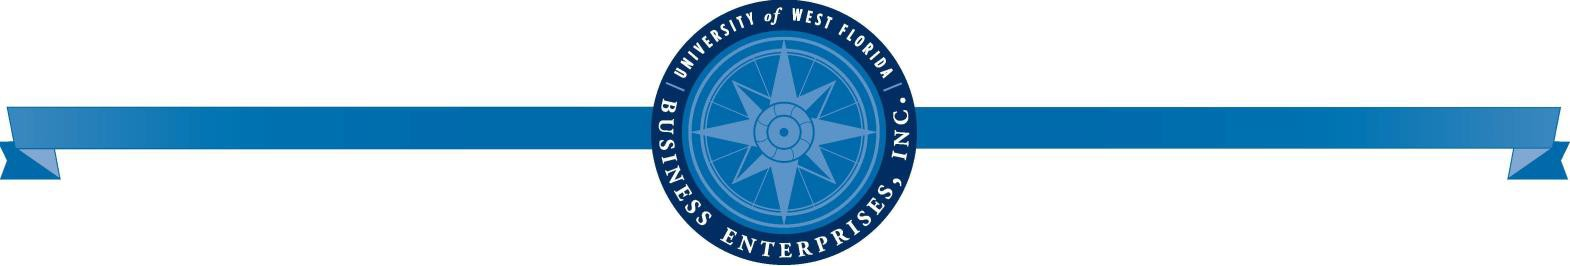 UNIVERSITY of WEST FLORIDA
BUSINESS ENTERPRISES, INC.